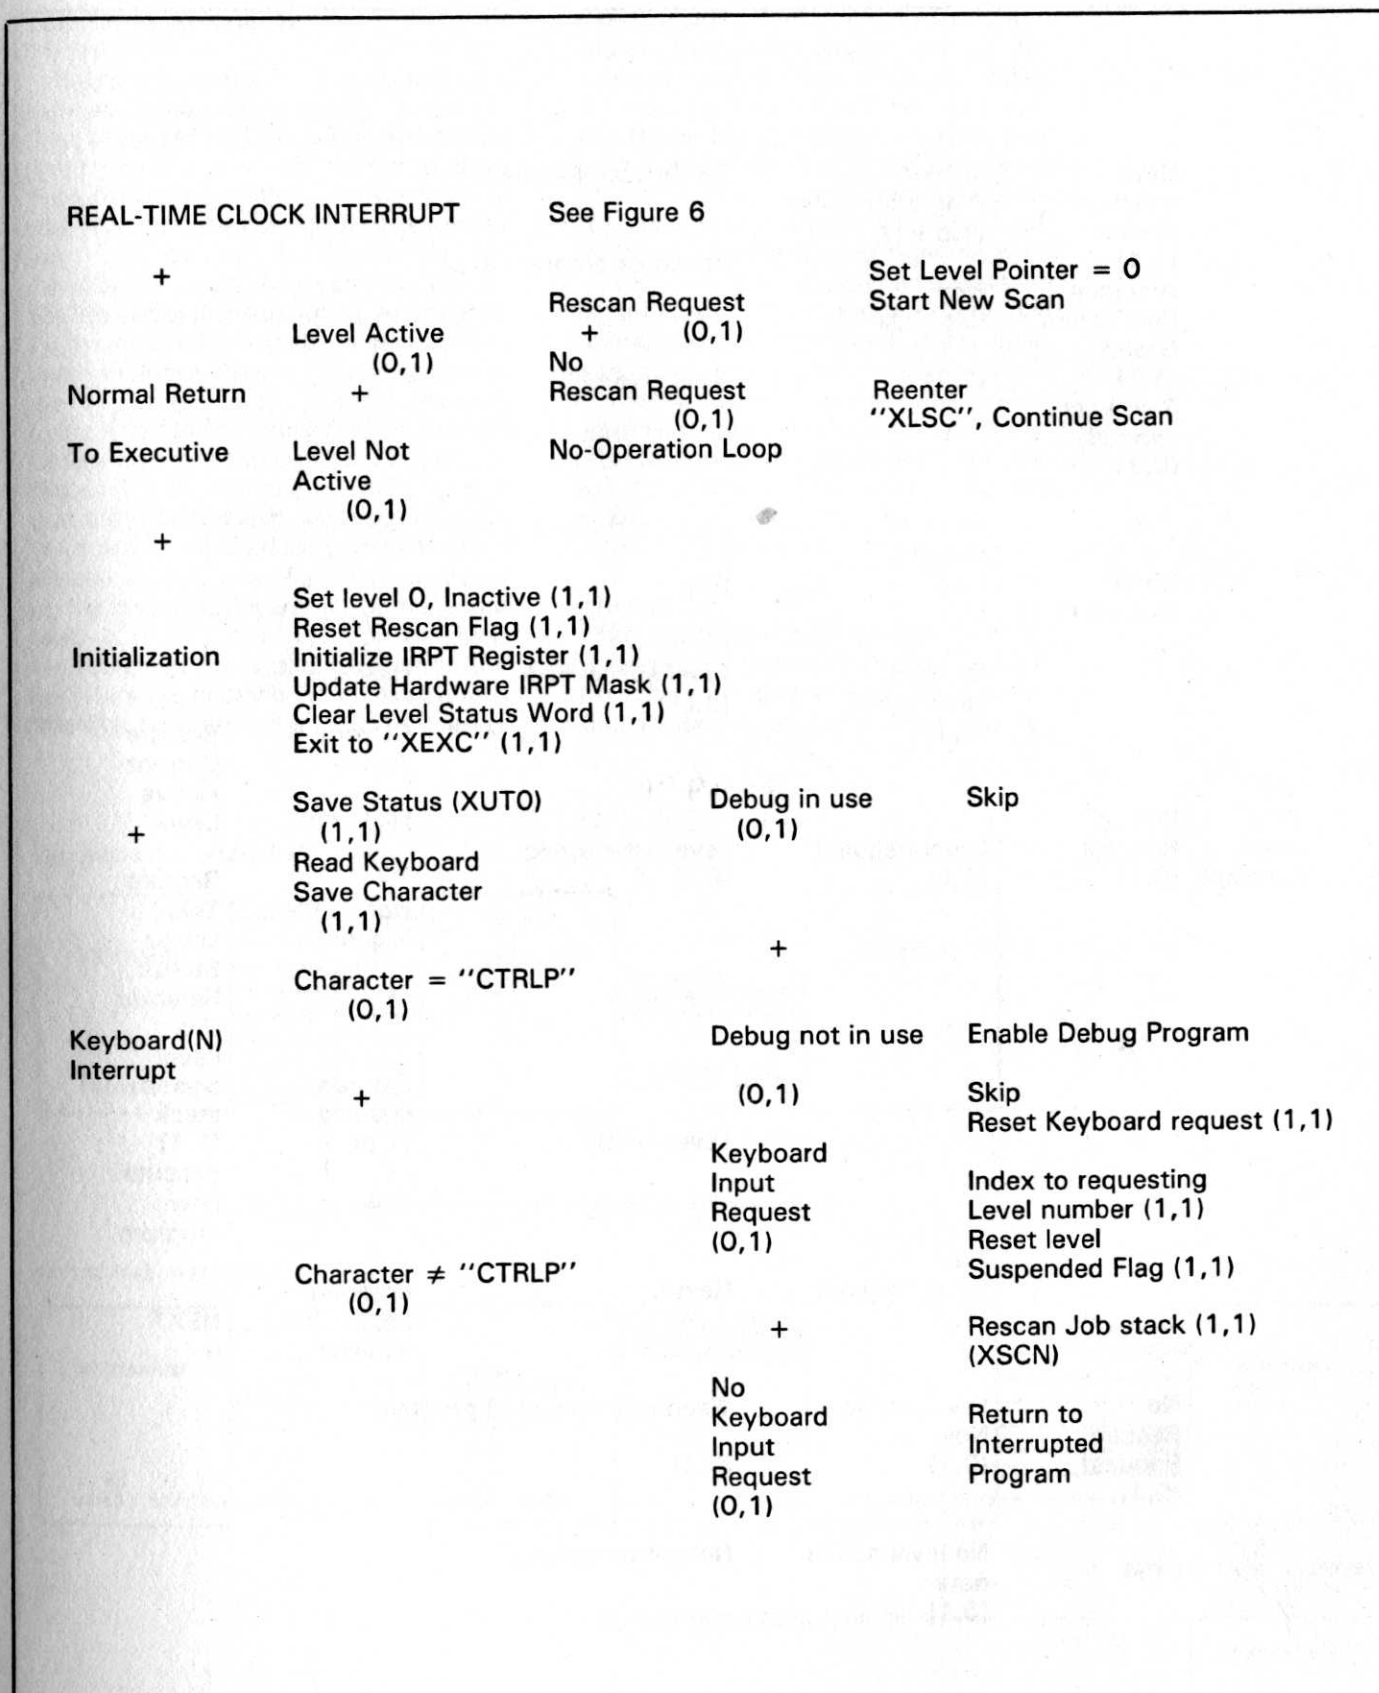 REAL-TIME CLOCK INTERRUPT See Figure 6
+ Set Level Pointer = 0
Rescan Request Start New Scan
Level Active + (0,1)
(0,1) No
Normal Return + Rescan Request Reenter
(0,1) "XLSC", Continue Scan
To Executive Level Not No-Operation Loop
Active
(0,1)
+
Set level 0, Inactive (1,1)
Reset Rescan Flag (1,1)
Initialization Initialize IRPT Register (1,1)
Update Hardware IRPT Mask (1,1)
Clear Level Status Word (1,1)
Exit to "XEXC" (1,1)
Save Status (XUT0) Debug in use Skip
+ (1,1) (0,1)
Read Keyboard
Save Character
(1,1)
+
Character = "CTRLP"
(0,1)
Keyboard(N) Debug not in use Enable Debug Program
Interrupt
+ (0,1) Skip
Reset Keyboard request (1,1)
Keyboard
Input Index to requesting
Request Level number (1,1)
(0,1) Reset level
Character ≠ "CTRLP" Suspended Flag (1,1)
(0,1)
+ Rescan Job stack (1,1)
(XSCN)
No
Keyboard Return to
Input Interrupted
Request Program
(0,1)